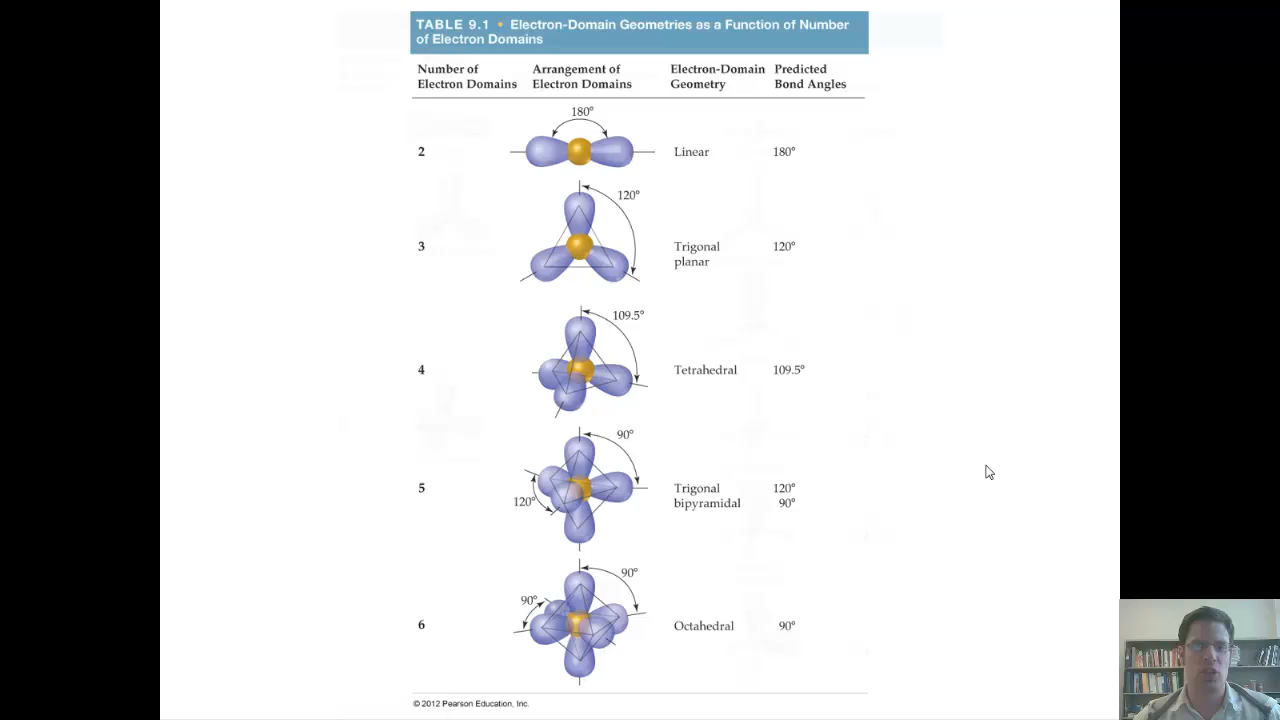 TABLE 9.1 • Electron-Domain Geometries as a Function of Number
of Electron Domains
Number of Electron Domains
Arrangement of Electron Domains
Electron-Domain Geometry
Predicted Bond Angles
180°
2 Linear 180°
120°
3 Trigonal planar 120°
109.5°
4 Tetrahedral 109.5°
90°
120°
5 Trigonal bipyramidal 120° 90°
90°
90°
6 Octahedral 90°
© 2012 Pearson Education, Inc.